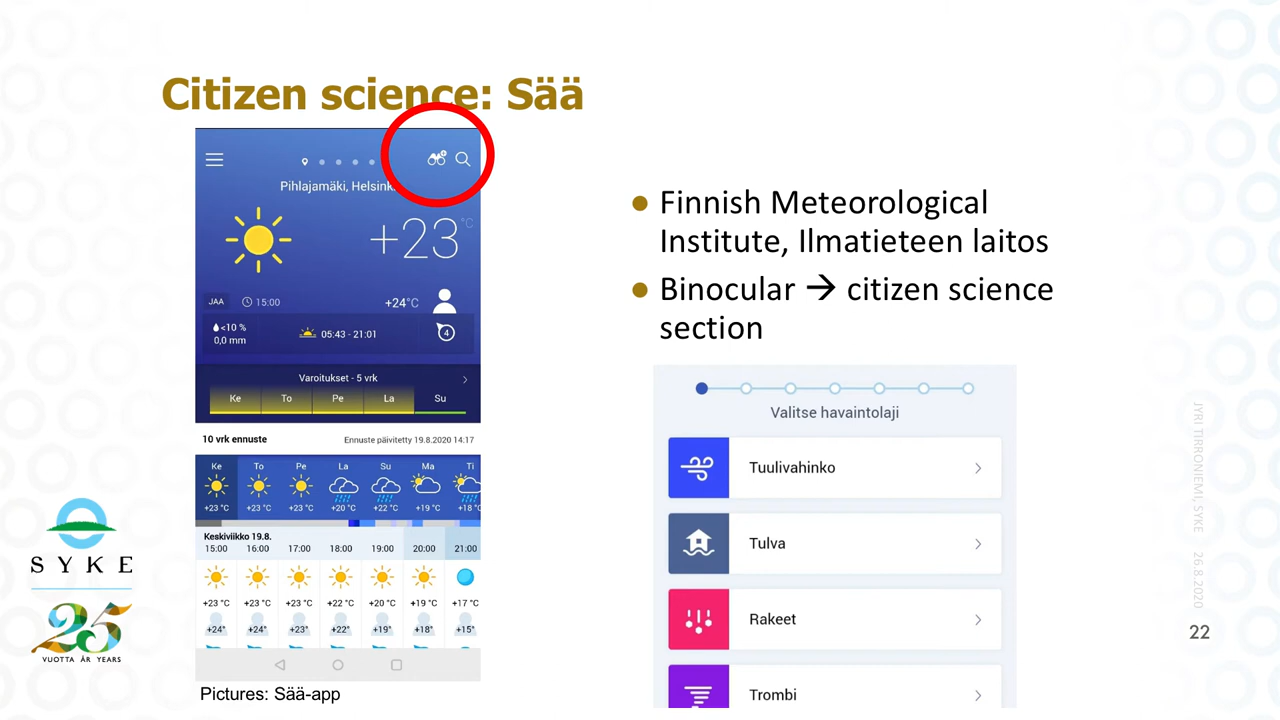 Citizen science: Sää
Pihlajamäki, Helsink
+23 °C
JAA 15:00 +24°C
<10 %
0,0 mm
05:43 - 21:01
4
Varoitukset - 5 vrk
Ke To Pe La Su
10 vrk ennuste Ennuste päivitetty 19.8.2020 14:17
Ke To Pe La Su Ma Ti
+23 °C +23 °C +23 °C +20 °C +22 °C +19 °C +18 °C
Keskiviikko 19.8.
15:00 16:00 17:00 18:00 19:00 20:00 21:00
+23 °C +23 °C +23 °C +22 °C +20 °C +19 °C +17 °C
+24° +24° +23° +22° +19° +18° +15°
Pictures: Sää-app
● Finnish Meteorological
Institute, Ilmatieteen laitos
● Binocular → citizen science
section
Valitse havaintolaji
Tuulivahinko
Tulva
Rakeet
Trombi
SYKE
25
VUOTTA ÅR YEARS
JYRI TIRRONIEMI, SYKE 26.8.2020
22